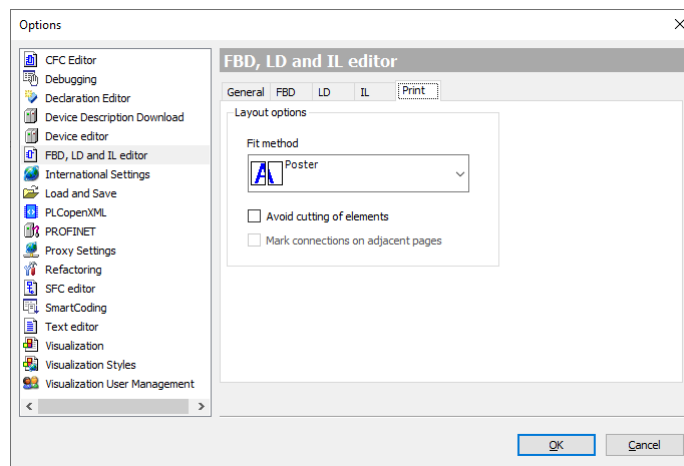 Options
CFC Editor
Debugging
Declaration Editor
Device Description Download
Device editor
FBD, LD and IL editor
International Settings
Load and Save
PLCopenXML
PROFINET
Proxy Settings
Refactoring
SFC editor
SmartCoding
Text editor
Visualization
Visualization Styles
Visualization User Management
FBD, LD and IL editor
General FBD LD IL Print
Layout options
Fit method
Poster
Avoid cutting of elements
Mark connections on adjacent pages
OK Cancel